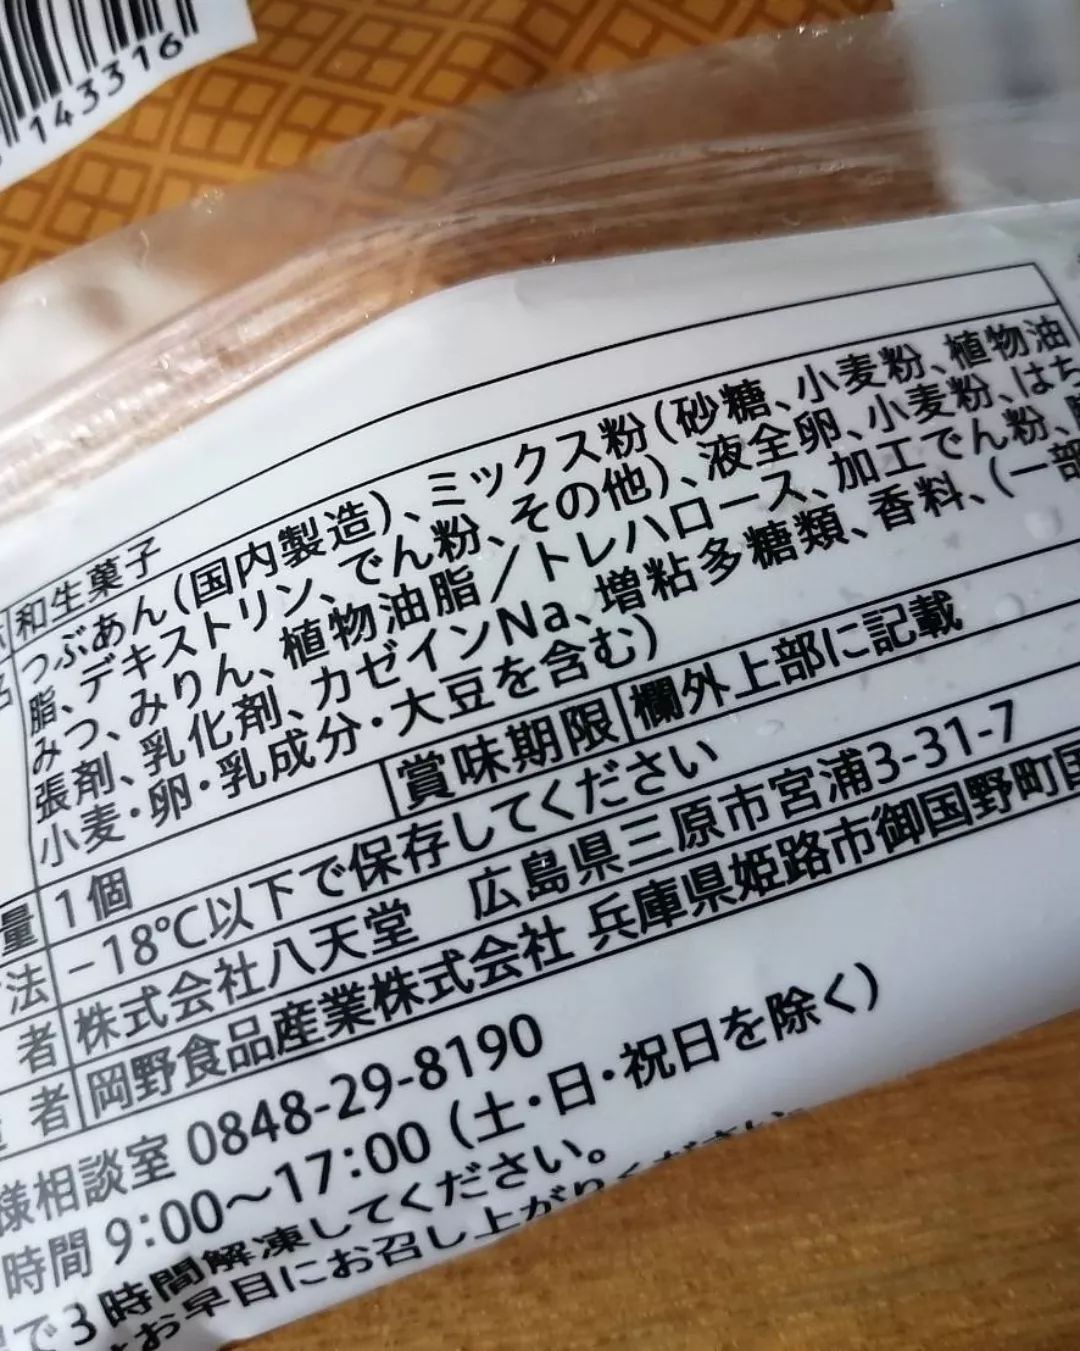 143316
和生菓子
つぶあん（国内製造）、ミックス粉（砂糖、小麦粉、植物油
脂、デキストリン、でん粉、その他）、液全卵、小麦粉、はち
みつ、みりん、植物油脂／トレハロース、加工でん粉、
張剤、乳化剤、カゼインNa、増粘多糖類、香料、（一部
小麦・卵・乳成分・大豆を含む）
量 1個 賞味期限 欄外上部に記載
法 −18℃以下で保存してください
者 株式会社八天堂 広島県三原市宮浦3-31-7
者 岡野食品産業株式会社 兵庫県姫路市御国野町国
様相談室 0848-29-8190
時間 9:00〜17:00（土・日・祝日を除く）
で3時間解凍してください。
お早目にお召し上がりください